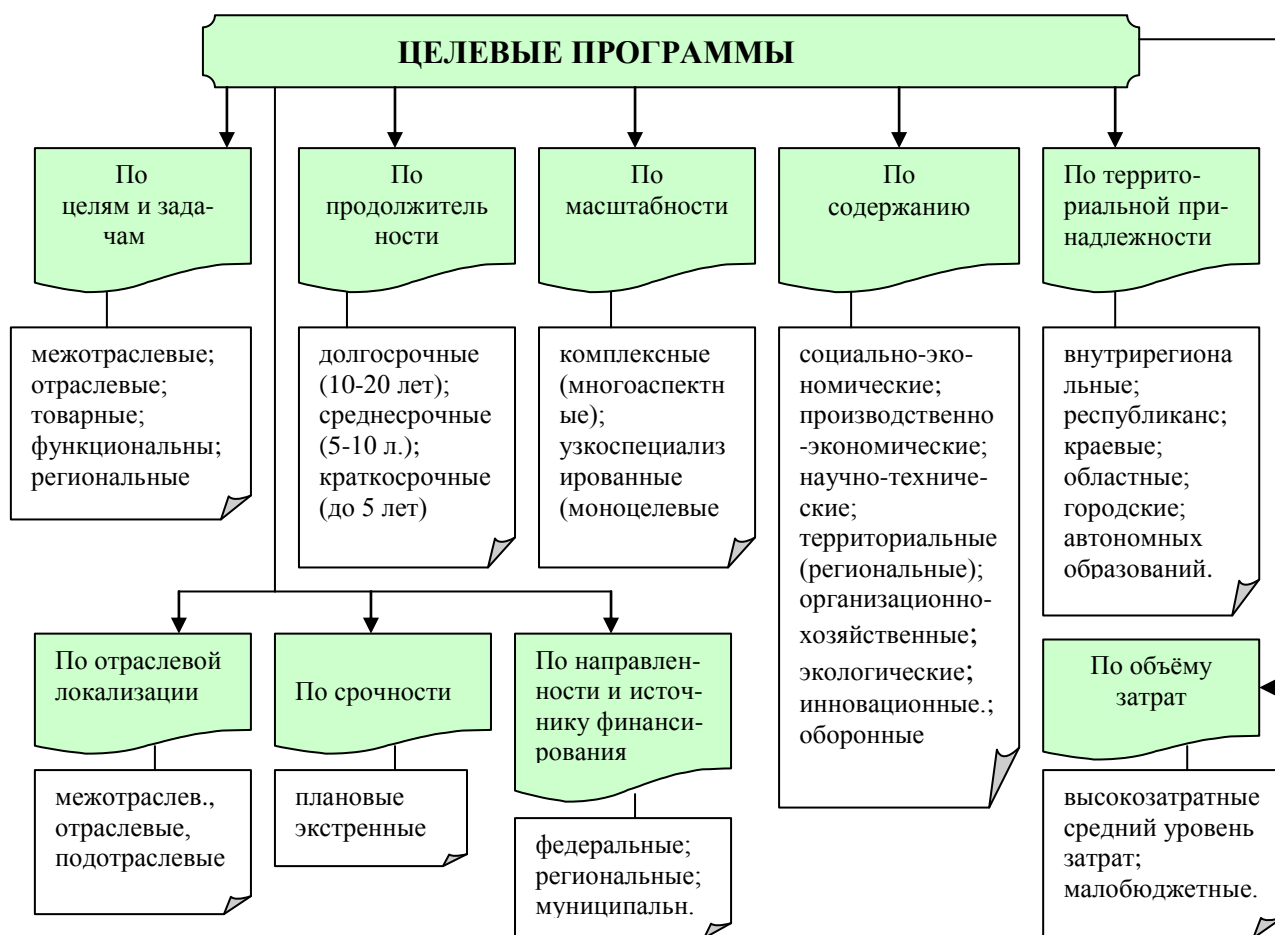 ЦЕЛЕВЫЕ ПРОГРАММЫ
По
целям и зада-
чам
По
продолжитель
ности
По
масштабности
По
содержанию
По террито-
риальной при-
надлежности
межотраслевые;
отраслевые;
товарные;
функциональны;
региональные
долгосрочные
(10-20 лет);
среднесрочные
(5-10 л.);
краткосрочные
(до 5 лет)
комплексные
(многоаспектн
ые);
узкоспециализ
ированные
(моноцелевые
социально-эко-
номические;
производственно
-экономические;
научно-техниче-
ские;
территориальные
(региональные);
организационно-
хозяйственные;
экологические;
инновационные.;
оборонные
внутрирегиона
льные;
республиканс;
краевые;
областные;
городские;
автономных
образований.
По отраслевой
локализации
По срочности
По направлен-
ности и источ-
нику финанси-
рования
По объёму
затрат
межотраслев.,
отраслевые,
подотраслевые
плановые
экстренные
федеральные;
региональные;
муниципальн.
высокозатратные
средний уровень
затрат;
малобюджетные.